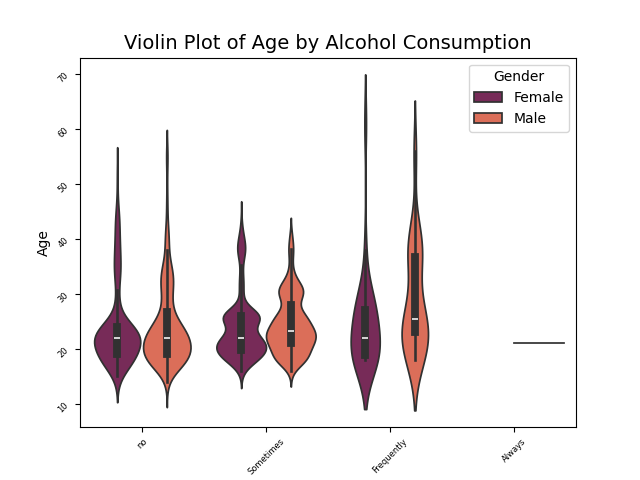 Violin Plot of Age by Alcohol Consumption
Gender
Female
Male
Age
70
60
50
40
30
20
10
no
Sometimes
Frequently
Always